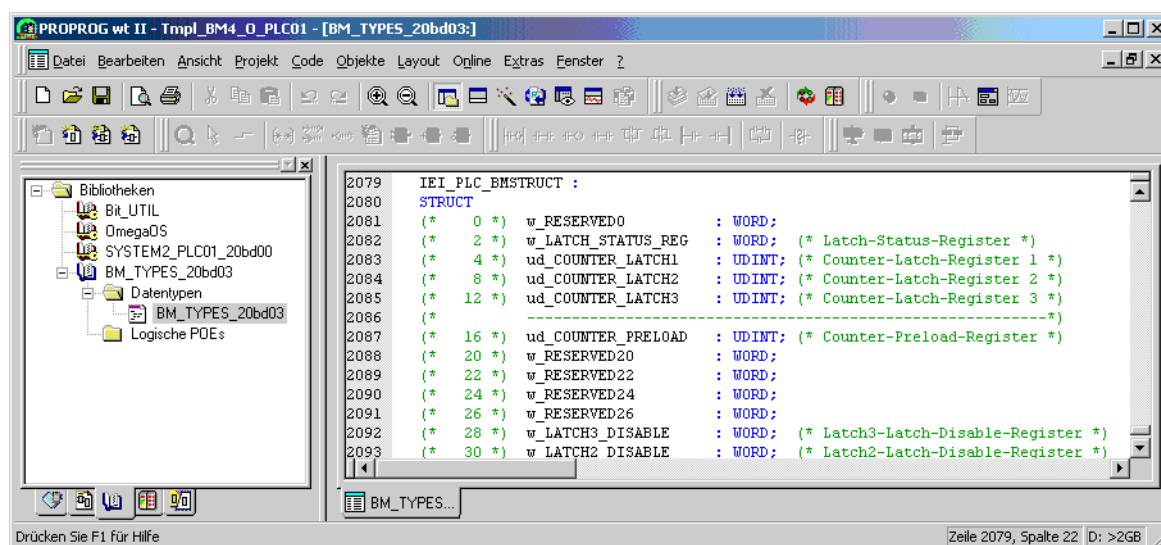 PROPROG wt II - Tmpl_BM4_O_PLC01 - [BM_TYPES_20bd03:]
Datei Bearbeiten Ansicht Projekt Code Objekte Layout Online Extras Fenster ?
Bibliotheken
Bit_UTIL
OmegaOS
SYSTEM2_PLC01_20bd00
BM_TYPES_20bd03
Datentypen
BM_TYPES_20bd03
Logische POEs
2079 IEI_PLC_BMSTRUCT :
2080 STRUCT
2081 (* 0 *) w_RESERVED0 : WORD;
2082 (* 2 *) w_LATCH_STATUS_REG : WORD; (* Latch-Status-Register *)
2083 (* 4 *) ud_COUNTER_LATCH1 : UDINT; (* Counter-Latch-Register 1 *)
2084 (* 8 *) ud_COUNTER_LATCH2 : UDINT; (* Counter-Latch-Register 2 *)
2085 (* 12 *) ud_COUNTER_LATCH3 : UDINT; (* Counter-Latch-Register 3 *)
2086 (* -----------------------------------------------------------*)
2087 (* 16 *) ud_COUNTER_PRELOAD : UDINT; (* Counter-Preload-Register *)
2088 (* 20 *) w_RESERVED20 : WORD;
2089 (* 22 *) w_RESERVED22 : WORD;
2090 (* 24 *) w_RESERVED24 : WORD;
2091 (* 26 *) w_RESERVED26 : WORD;
2092 (* 28 *) w_LATCH3_DISABLE : WORD; (* Latch3-Latch-Disable-Register *)
2093 (* 30 *) w_LATCH2_DISABLE : WORD; (* Latch2-Latch-Disable-Register *)
BM_TYPES...
Drücken Sie F1 für Hilfe
Zeile 2079, Spalte 22 D: >2GB